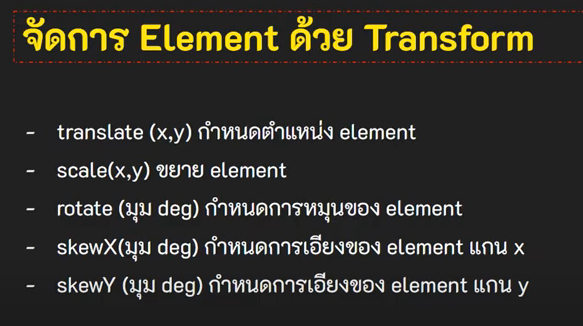 จัดการ Element ด้วย Transform
- translate (x,y) กำหนดตำแหน่ง element
- scale(x,y) ขยาย element
- rotate (มุม deg) กำหนดการหมุนของ element
- skewX(มุม deg) กำหนดการเอียงของ element แกน x
- skewY (มุม deg) กำหนดการเอียงของ element แกน y